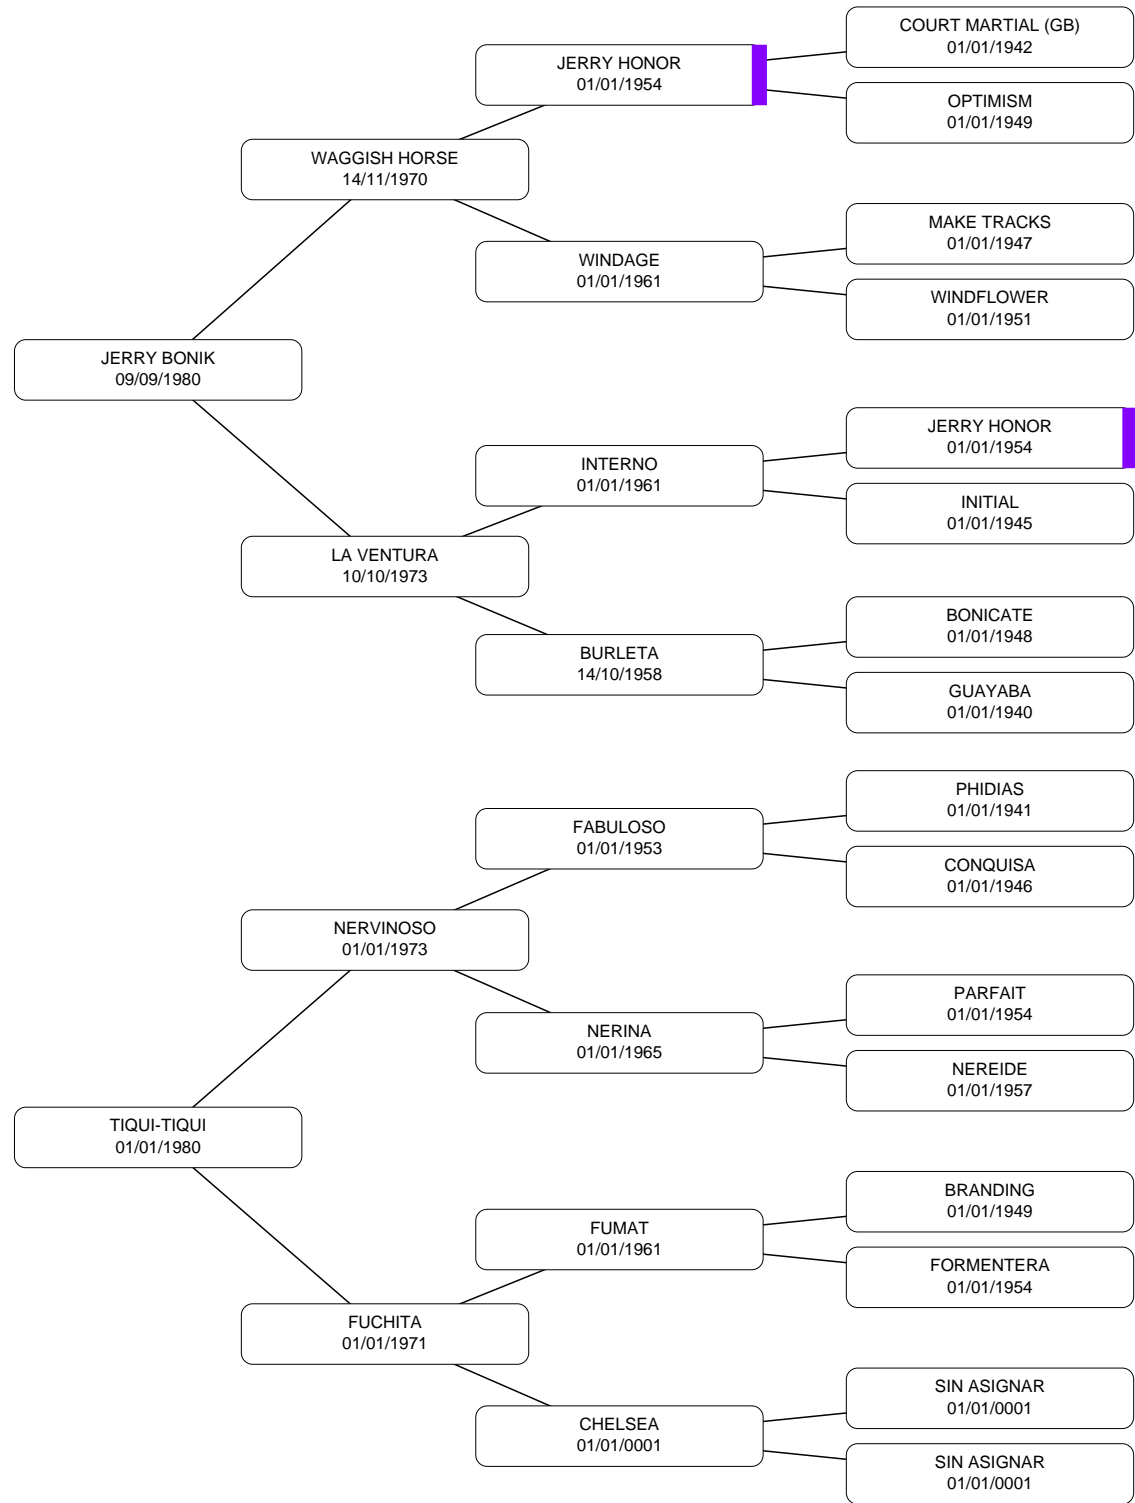 COURT MARTIAL (GB)
01/01/1942
JERRY HONOR
01/01/1954
OPTIMISM
01/01/1949
WAGGISH HORSE
14/11/1970
MAKE TRACKS
01/01/1947
WINDAGE
01/01/1961
WINDFLOWER
01/01/1951
JERRY BONIK
09/09/1980
JERRY HONOR
01/01/1954
INTERNO
01/01/1961
INITIAL
01/01/1945
LA VENTURA
10/10/1973
BONICATE
01/01/1948
BURLETA
14/10/1958
GUAYABA
01/01/1940
PHIDIAS
01/01/1941
FABULOSO
01/01/1953
CONQUISA
01/01/1946
NERVINOSO
01/01/1973
PARFAIT
01/01/1954
NERINA
01/01/1965
NEREIDE
01/01/1957
TIQUI-TIQUI
01/01/1980
BRANDING
01/01/1949
FUMAT
01/01/1961
FORMENTERA
01/01/1954
FUCHITA
01/01/1971
SIN ASIGNAR
01/01/0001
CHELSEA
01/01/0001
SIN ASIGNAR
01/01/0001